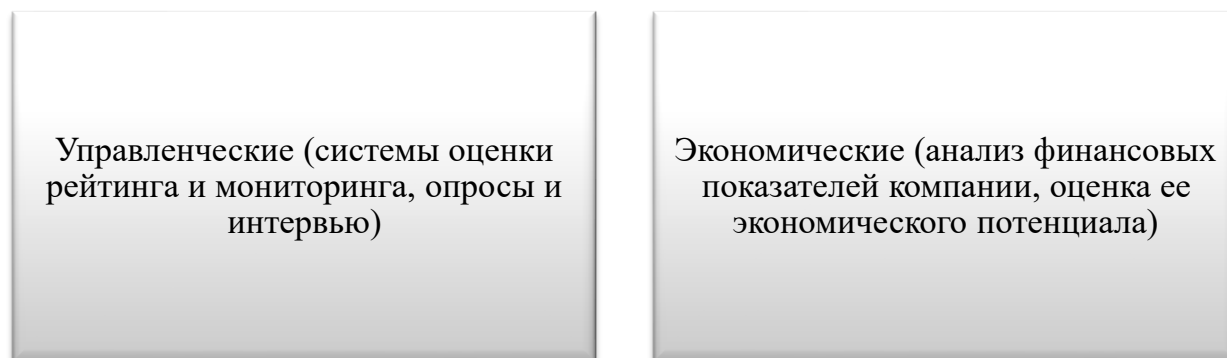 Управленческие (системы оценки
рейтинга и мониторинга, опросы и
интервью)
Экономические (анализ финансовых
показателей компании, оценка ее
экономического потенциала)